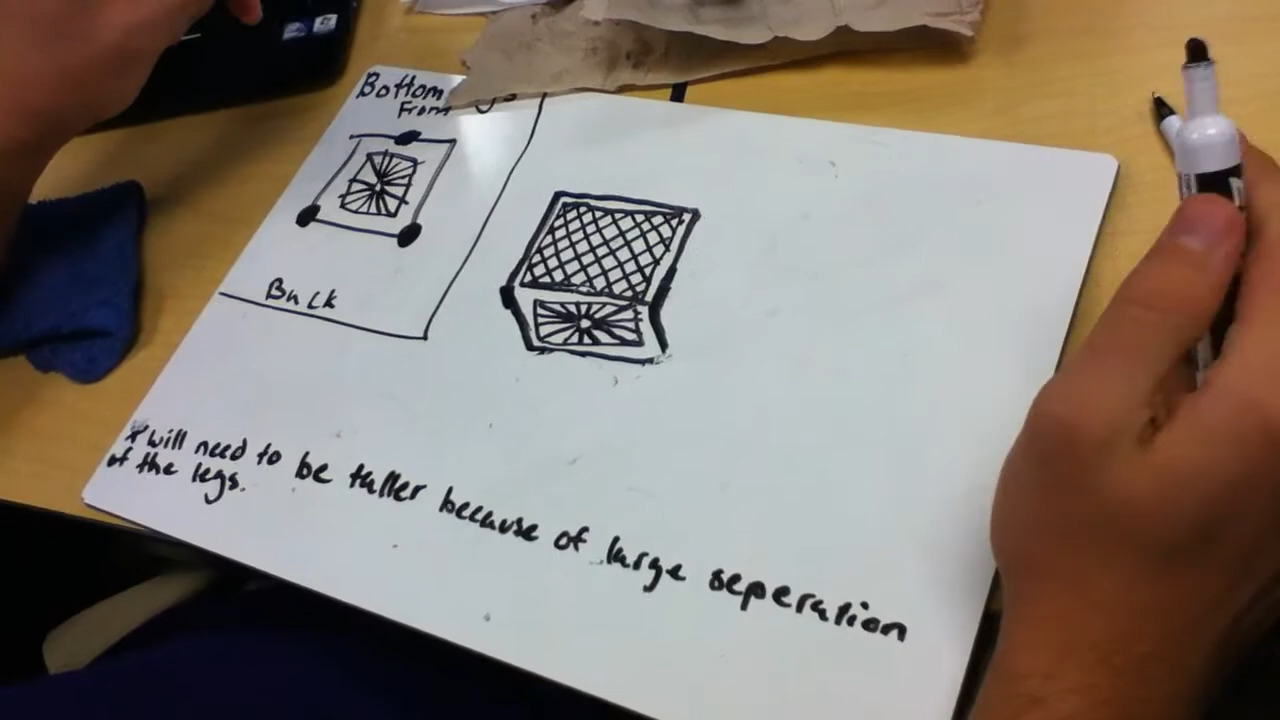 Bottom
Front
Back
* will need to be taller because of large seperation
of the legs.